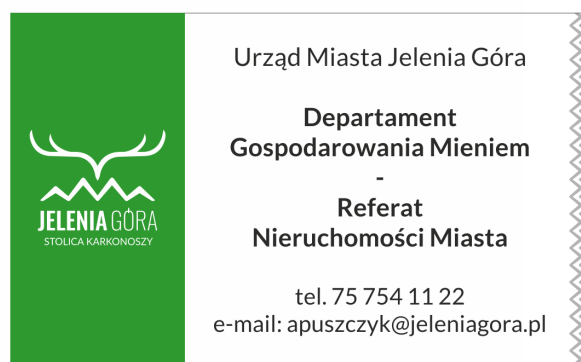 JELENIA GÓRA
STOLICA KARKONOSZY
Urząd Miasta Jelenia Góra
Departament
Gospodarowania Mieniem
-
Referat
Nieruchomości Miasta
tel. 75 754 11 22
e-mail: apuszczyk@jeleniagora.pl